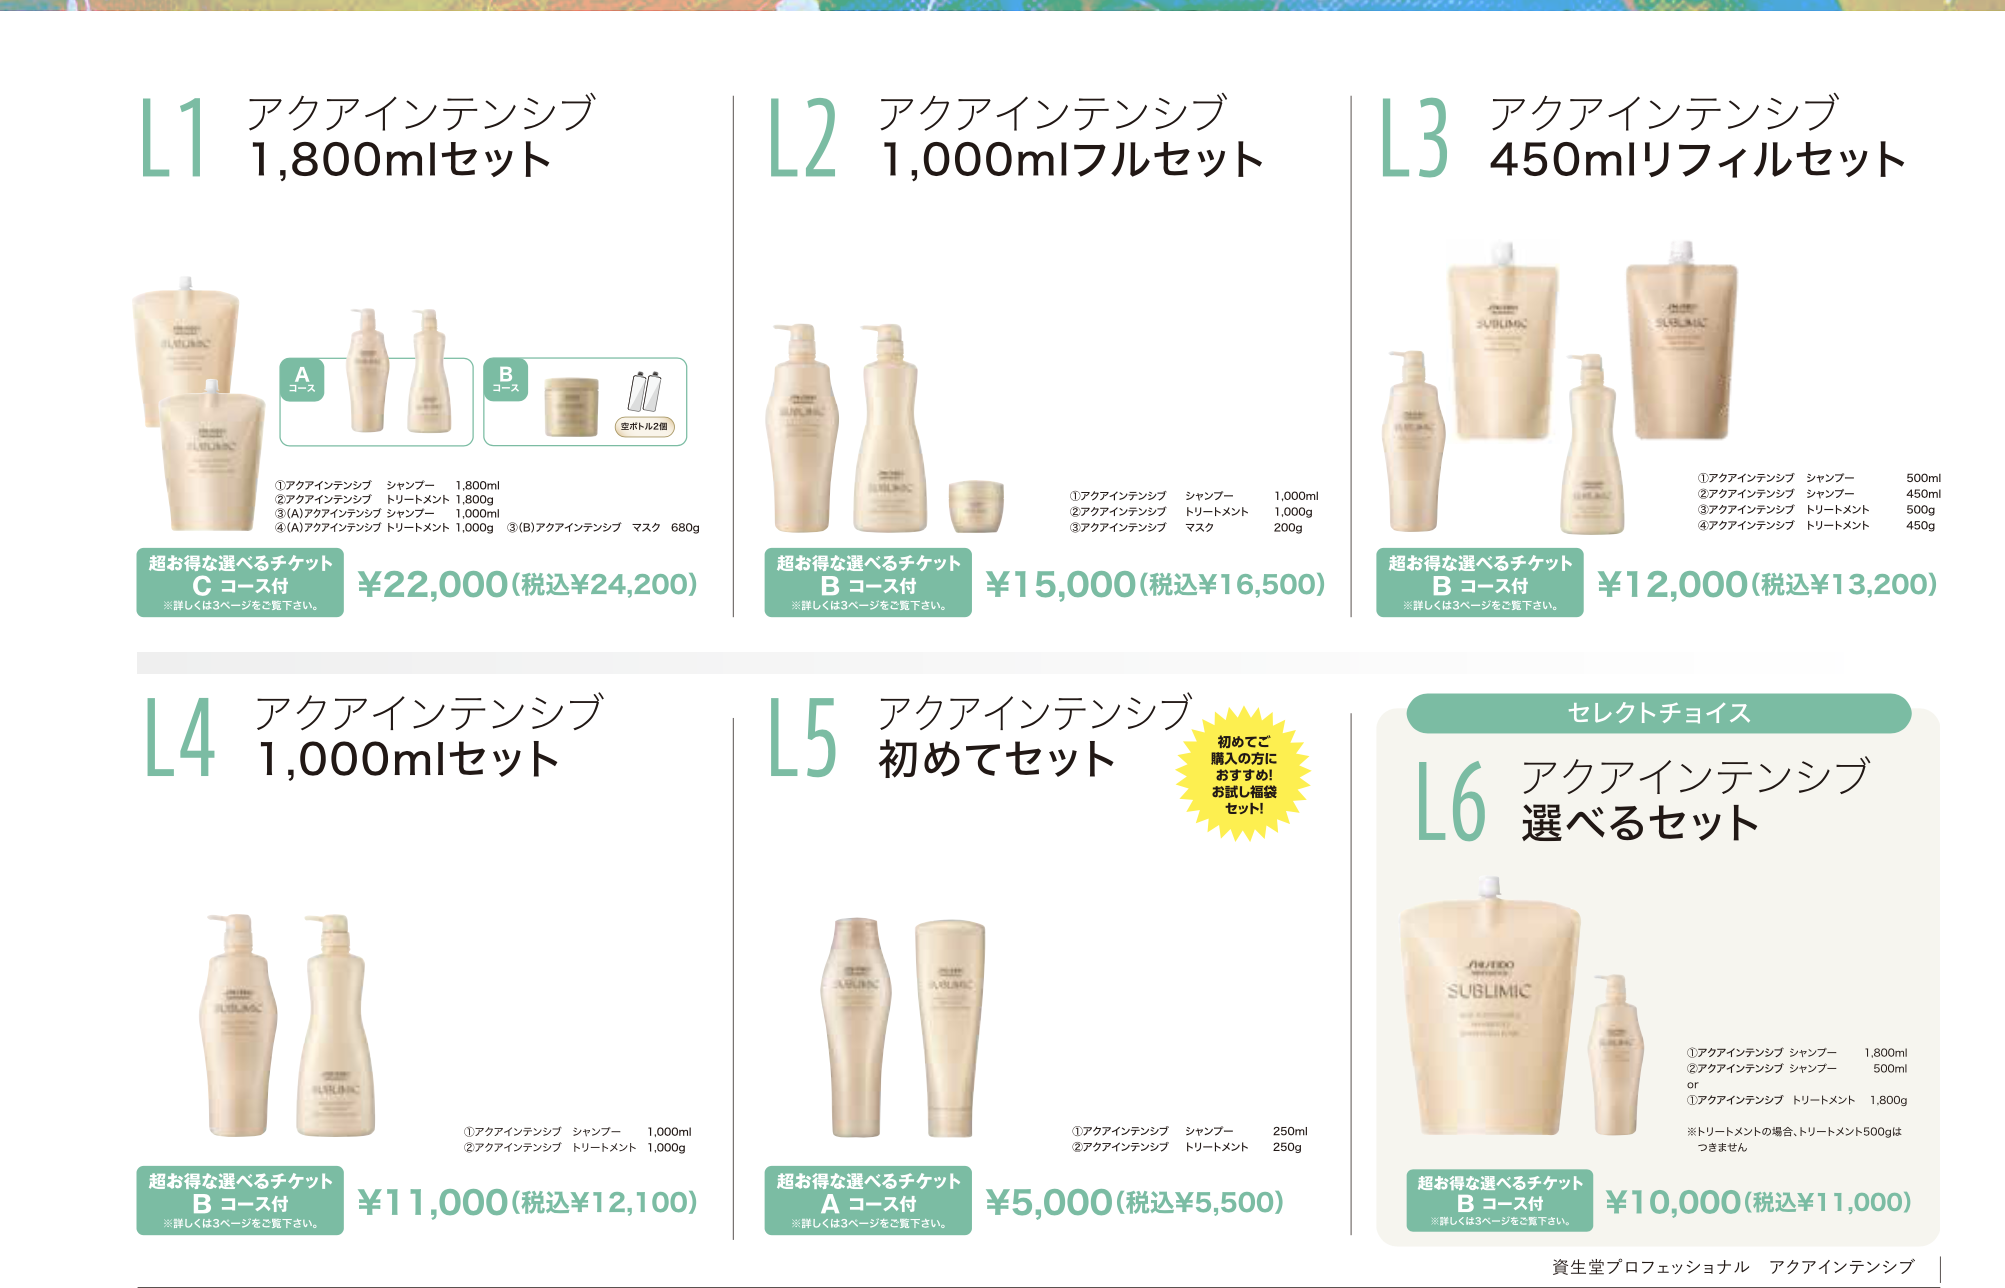 L1 アクアインテンシブ
1,800mlセット
A
コース
B
コース
空ボトル2個
SUBLIMIC
SUBLIMIC
①アクアインテンシブ シャンプー 1,800ml
②アクアインテンシブ トリートメント 1,800g
③(A)アクアインテンシブ シャンプー 1,000ml
④(A)アクアインテンシブ トリートメント 1,000g ③(B)アクアインテンシブ マスク 680g
超お得な選べるチケット
C コース付
※詳しくは3ページをご覧下さい。
¥22,000(税込¥24,200)
L2 アクアインテンシブ
1,000mlフルセット
SUBLIMIC
SUBLIMIC
①アクアインテンシブ シャンプー 1,000ml
②アクアインテンシブ トリートメント 1,000g
③アクアインテンシブ マスク 200g
超お得な選べるチケット
B コース付
※詳しくは3ページをご覧下さい。
¥15,000(税込¥16,500)
L3 アクアインテンシブ
450mlリフィルセット
SHISEIDO
SUBLIMIC
SHISEIDO
SUBLIMIC
SUBLIMIC
SUBLIMIC
①アクアインテンシブ シャンプー 500ml
②アクアインテンシブ シャンプー 450ml
③アクアインテンシブ トリートメント 500g
④アクアインテンシブ トリートメント 450g
超お得な選べるチケット
B コース付
※詳しくは3ページをご覧下さい。
¥12,000(税込¥13,200)
L4 アクアインテンシブ
1,000mlセット
SUBLIMIC
SUBLIMIC
①アクアインテンシブ シャンプー 1,000ml
②アクアインテンシブ トリートメント 1,000g
超お得な選べるチケット
B コース付
※詳しくは3ページをご覧下さい。
¥11,000(税込¥12,100)
L5 アクアインテンシブ
初めてセット
初めてご
購入の方に
おすすめ!
お試し福袋
セット!
SUBLIMIC
SUBLIMIC
①アクアインテンシブ シャンプー 250ml
②アクアインテンシブ トリートメント 250g
超お得な選べるチケット
A コース付
※詳しくは3ページをご覧下さい。
¥5,000(税込¥5,500)
セレクトチョイス
L6 アクアインテンシブ
選べるセット
SHISEIDO
SUBLIMIC
SUBLIMIC
①アクアインテンシブ シャンプー 1,800ml
②アクアインテンシブ シャンプー 500ml
or
①アクアインテンシブ トリートメント 1,800g
※トリートメントの場合、トリートメント500gは
つきません
超お得な選べるチケット
B コース付
※詳しくは3ページをご覧下さい。
¥10,000(税込¥11,000)
資生堂プロフェッショナル アクアインテンシブ